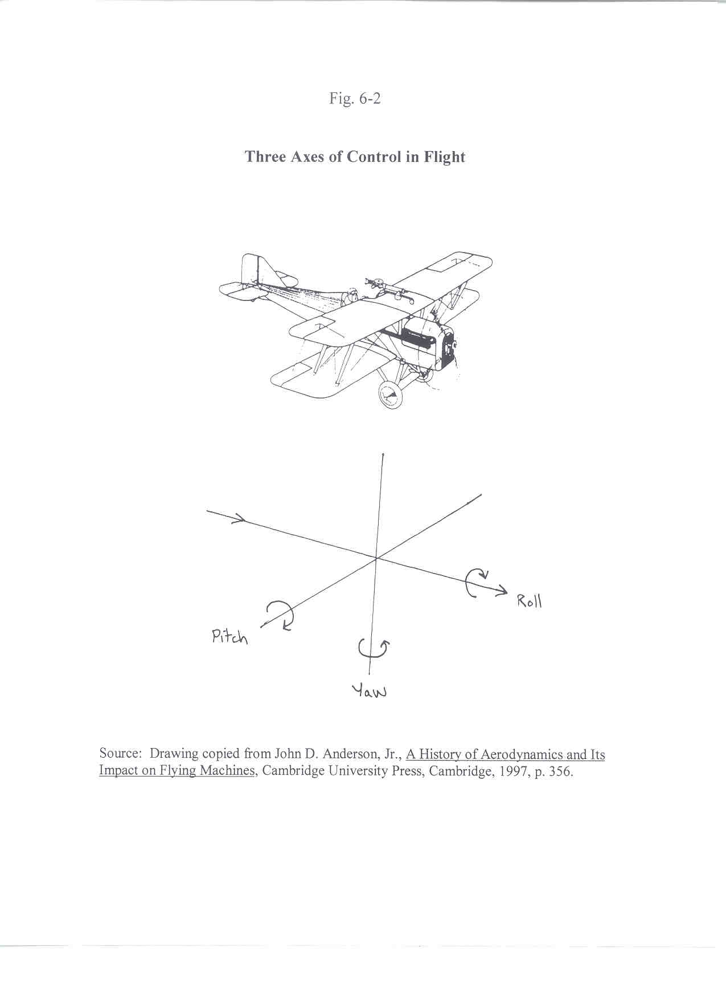 Fig. 6-2
Three Axes of Control in Flight
Roll
Pitch
Yaw
Source: Drawing copied from John D. Anderson, Jr., A History of Aerodynamics and Its
Impact on Flying Machines, Cambridge University Press, Cambridge, 1997, p. 356.